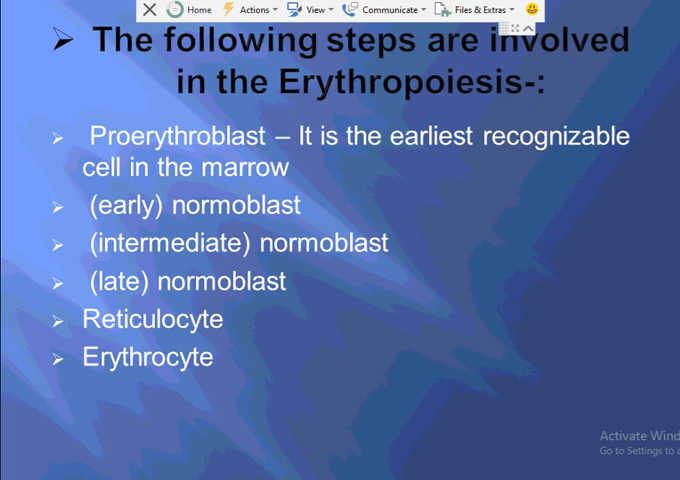 Home Actions View Communicate Files & Extras
➢ The following steps are involved
in the Erythropoiesis-:
➢ Proerythroblast – It is the earliest recognizable
cell in the marrow
➢ (early) normoblast
➢ (intermediate) normoblast
➢ (late) normoblast
➢ Reticulocyte
➢ Erythrocyte
Activate Wind
Go to Settings to a